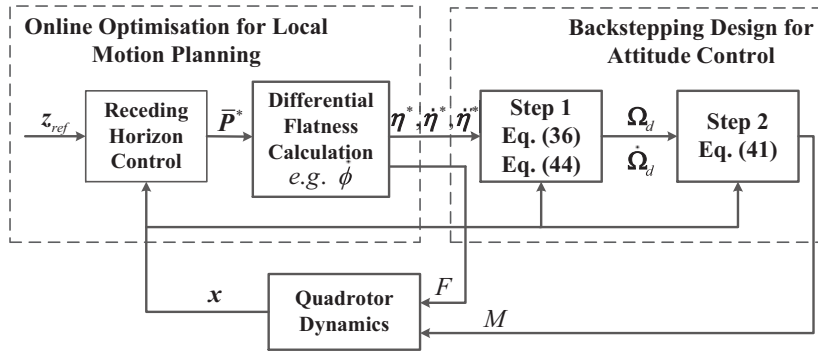 Online Optimisation for Local
Motion Planning
Backstepping Design for
Attitude Control
z_ref
Receding
Horizon
Control
P̅*
Differential
Flatness
Calculation
e.g. ϕ̇
η*, η̇*, η̇*
Step 1
Eq. (36)
Eq. (44)
Ω_d
Ω̇_d
Step 2
Eq. (41)
x
Quadrotor
Dynamics
F
M